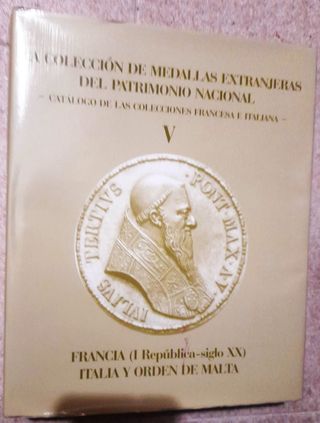 A COLECCIÓN DE MEDALLAS EXTRANJERAS
DEL PATRIMONIO NACIONAL
- CATÁLOGO DE LAS COLECCIONES FRANCESA E ITALIANA -
V
IVLIVS TERTIVS PONT·MAX·A·V
FRANCIA (I República-siglo XX)
ITALIA Y ORDEN DE MALTA